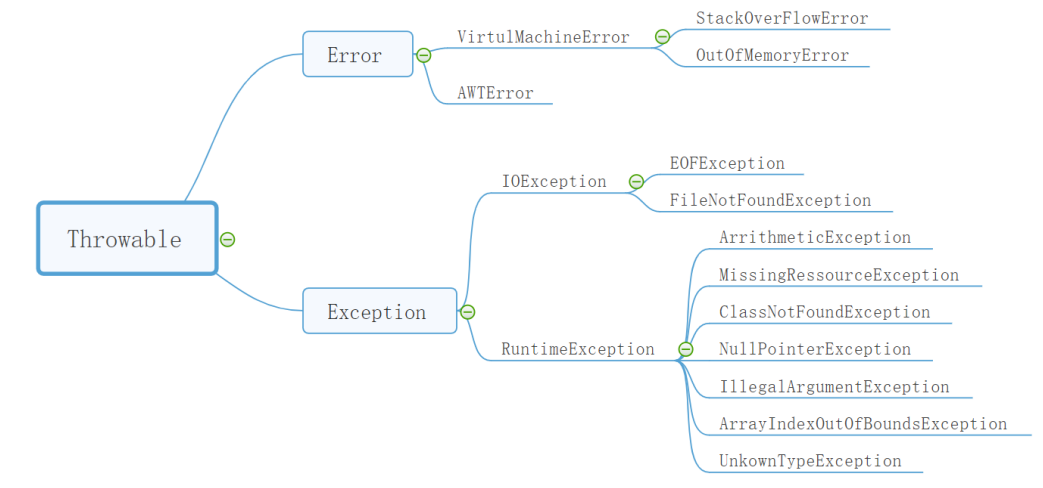 Throwable
Error
VirtulMachineError
StackOverFlowError
OutOfMemoryError
AWTError
Exception
IOException
EOFException
FileNotFoundException
RuntimeException
ArrithmeticException
MissingRessourceException
ClassNotFoundException
NullPointerException
IllegalArgumentException
ArrayIndexOutOfBoundsException
UnkownTypeException